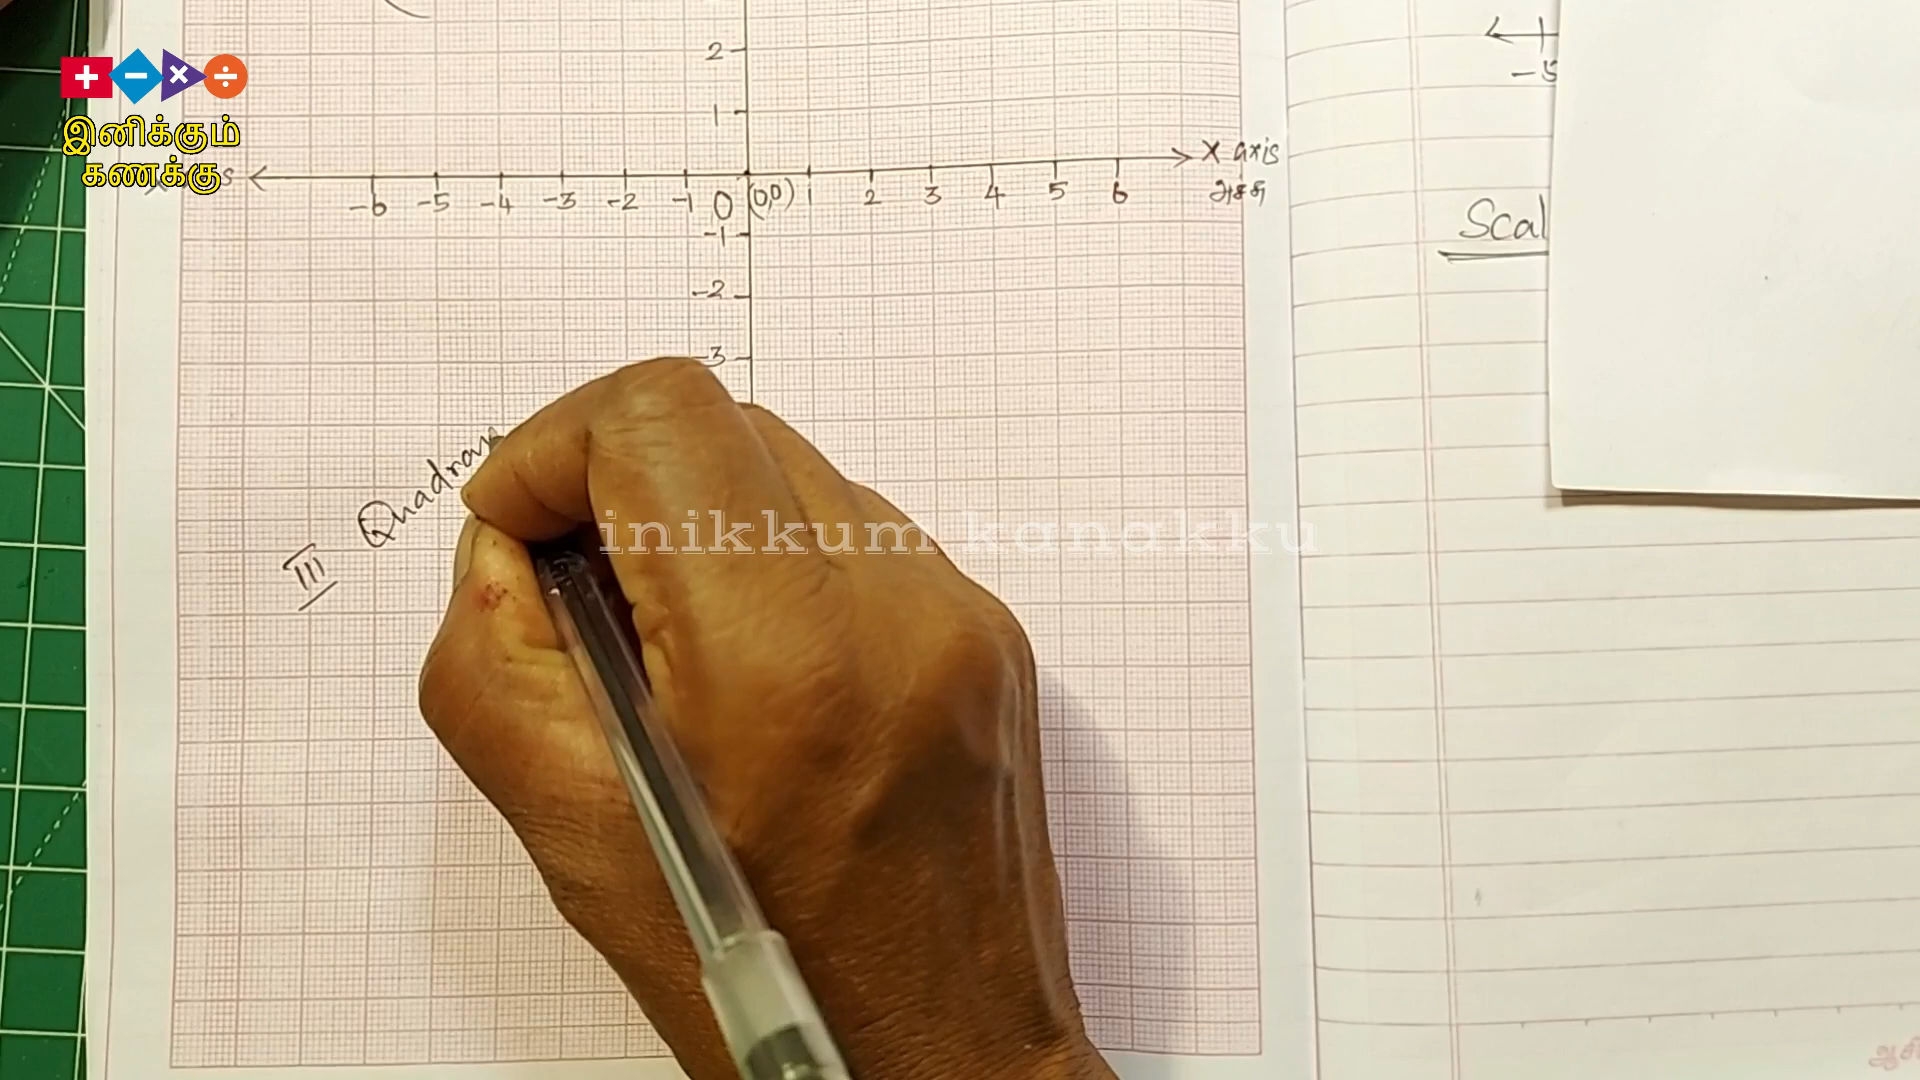 இனிக்கும்
கணக்கு
2
1
X axis
அச்சு
-6 -5 -4 -3 -2 -1 0 (0,0) 1 2 3 4 5 6
-1
-2
-3
III Quadran
inikkum kanakku
-5
Scal